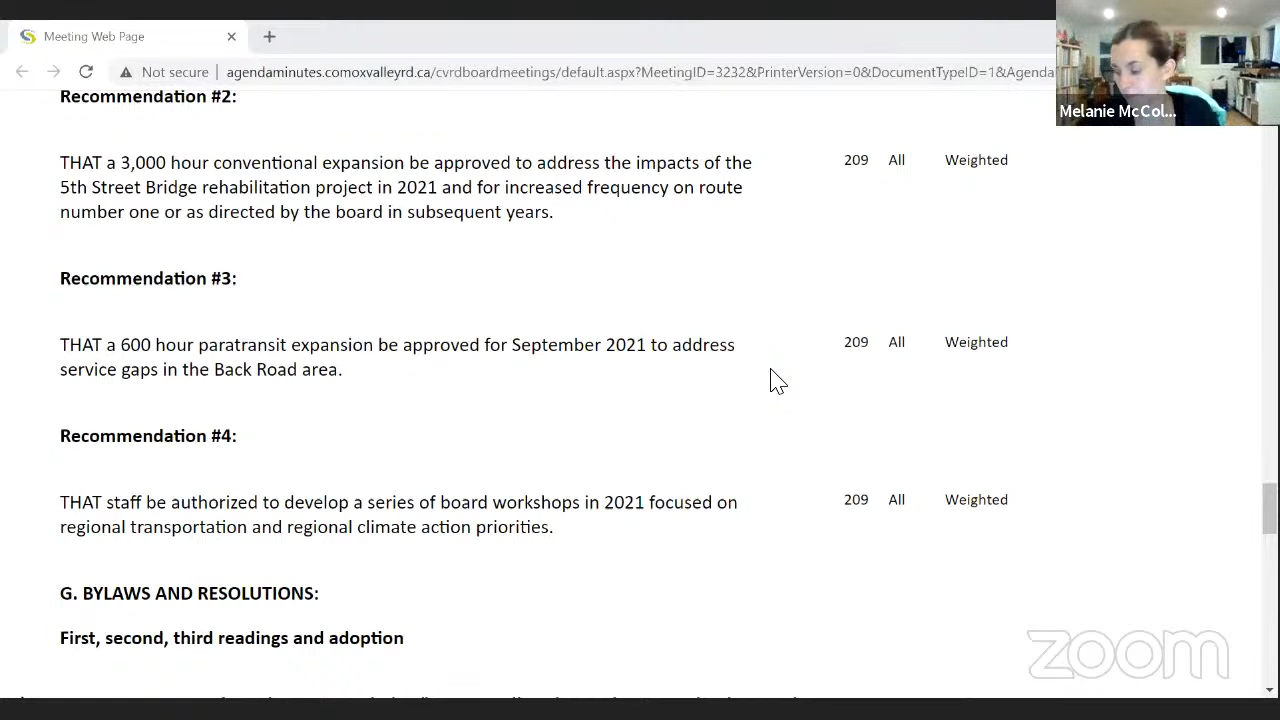 Meeting Web Page
Not secure
agendaminutes.comoxvalleyrd.ca/cvrdboardmeetings/default.aspx?MeetingID=3232&PrinterVersion=0&DocumentTypeID=1&Agenda
Melanie McCol...
Recommendation #2:
THAT a 3,000 hour conventional expansion be approved to address the impacts of the 209 All Weighted
5th Street Bridge rehabilitation project in 2021 and for increased frequency on route
number one or as directed by the board in subsequent years.
Recommendation #3:
THAT a 600 hour paratransit expansion be approved for September 2021 to address 209 All Weighted
service gaps in the Back Road area.
Recommendation #4:
THAT staff be authorized to develop a series of board workshops in 2021 focused on 209 All Weighted
regional transportation and regional climate action priorities.
G. BYLAWS AND RESOLUTIONS:
First, second, third readings and adoption
zoom